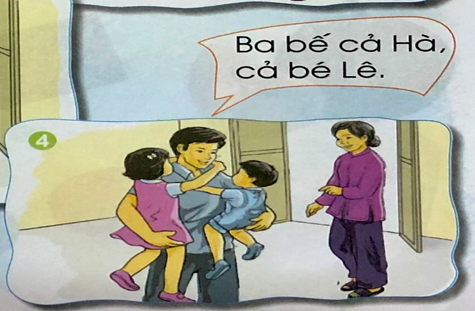 Ba bế cả Hà,
cả bé Lê.
4